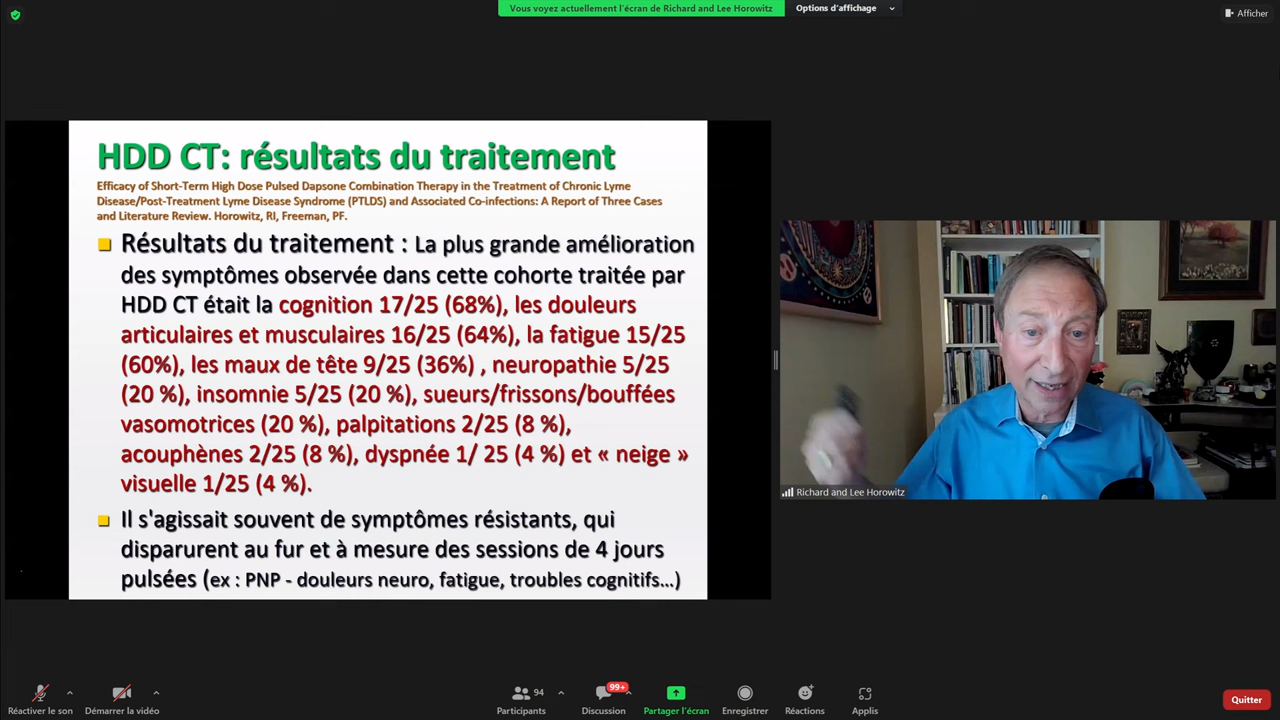 Vous voyez actuellement l'écran de Richard and Lee Horowitz
Options d'affichage
Afficher
HDD CT: résultats du traitement
Efficacy of Short-Term High Dose Pulsed Dapsone Combination Therapy in the Treatment of Chronic Lyme
Disease/Post-Treatment Lyme Disease Syndrome (PTLDS) and Associated Co-infections: A Report of Three Cases
and Literature Review. Horowitz, RI, Freeman, PF.
Résultats du traitement : La plus grande amélioration
des symptômes observée dans cette cohorte traitée par
HDD CT était la cognition 17/25 (68%), les douleurs
articulaires et musculaires 16/25 (64%), la fatigue 15/25
(60%), les maux de tête 9/25 (36%) , neuropathie 5/25
(20 %), insomnie 5/25 (20 %), sueurs/frissons/bouffées
vasomotrices (20 %), palpitations 2/25 (8 %),
acouphènes 2/25 (8 %), dyspnée 1/ 25 (4 %) et « neige »
visuelle 1/25 (4 %).
Il s'agissait souvent de symptômes résistants, qui
disparurent au fur et à mesure des sessions de 4 jours
pulsées (ex : PNP - douleurs neuro, fatigue, troubles cognitifs...)
Richard and Lee Horowitz
Réactiver le son
Démarrer la vidéo
94
Participants
99+
Discussion
Partager l'écran
Enregistrer
Réactions
Applis
Quitter